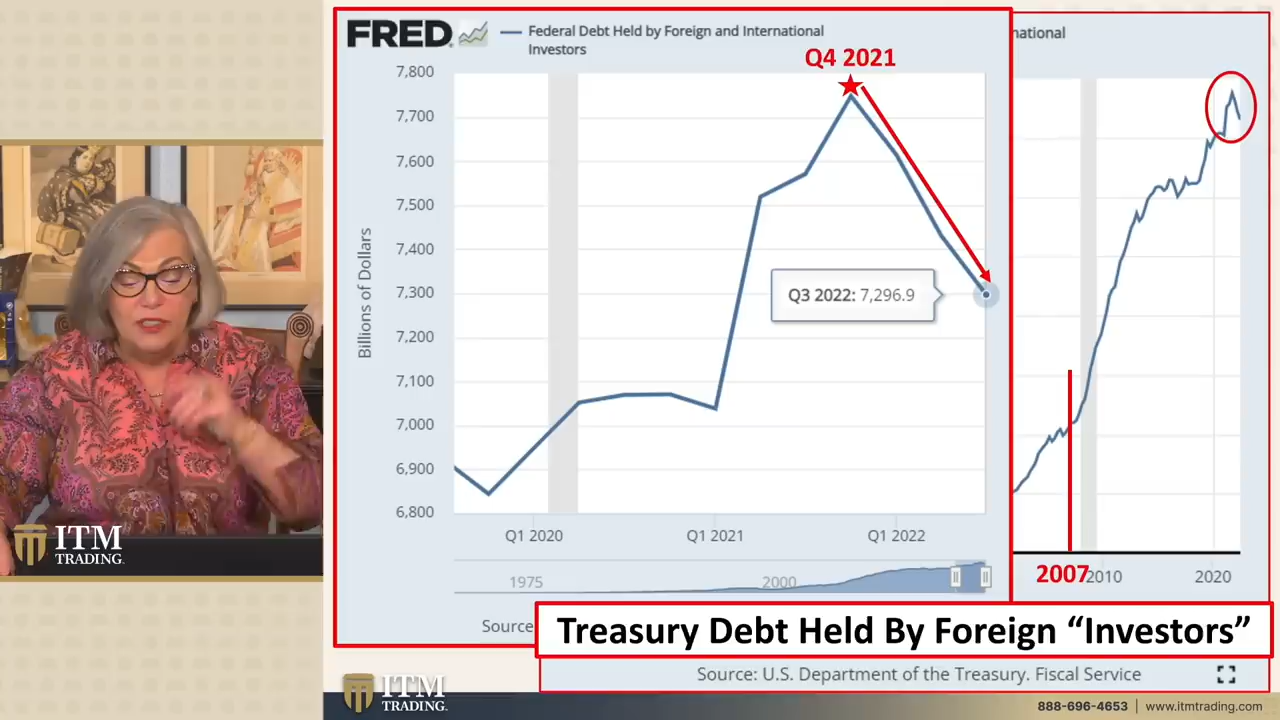 FRED
Federal Debt Held by Foreign and International
Investors
national
Q4 2021
7,800
7,700
7,600
7,500
7,400
7,300
7,200
7,100
7,000
6,900
6,800
Billions of Dollars
Q3 2022: 7,296.9
Q1 2020
Q1 2021
Q1 2022
1975
2000
2007
2010
2020
Source
Treasury Debt Held By Foreign “Investors”
Source: U.S. Department of the Treasury. Fiscal Service
ITM
TRADING.
ITM
TRADING.
888-696-4653 | www.itmtrading.com